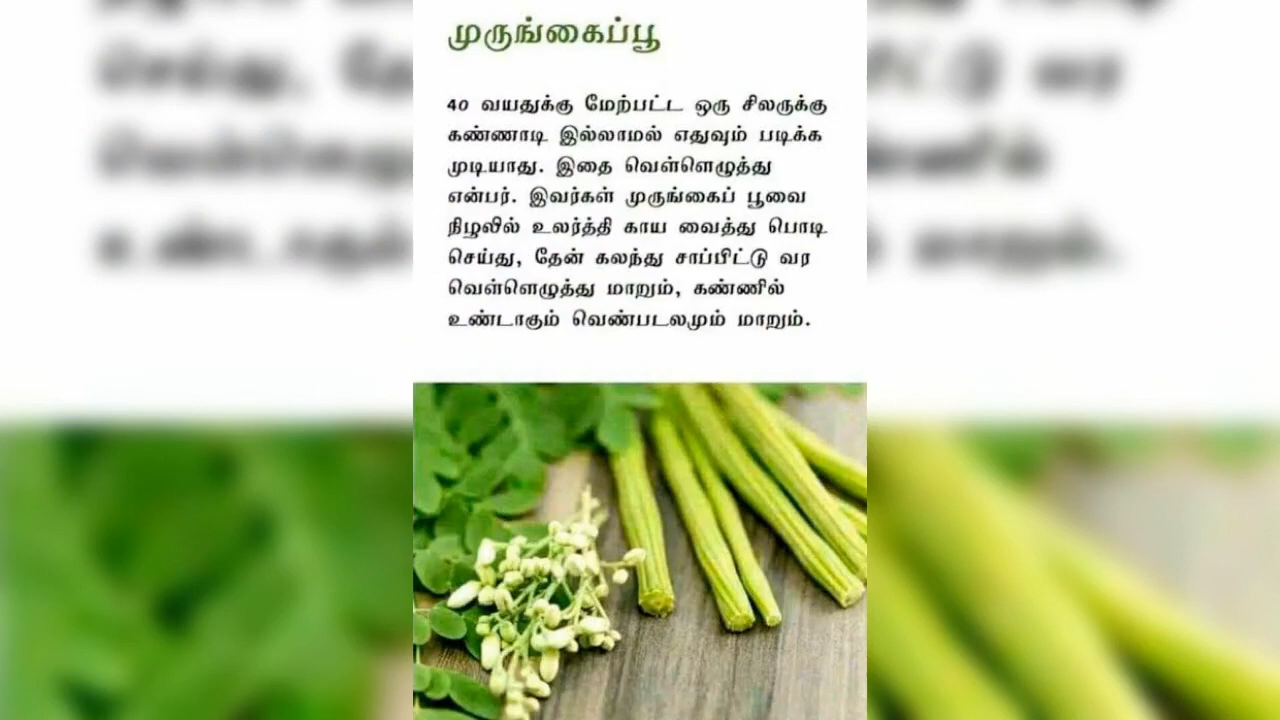 முருங்கைப்பூ
40 வயதுக்கு மேற்பட்ட ஒரு சிலருக்கு
கண்ணாடி இல்லாமல் எதுவும் படிக்க
முடியாது. இதை வெள்ளெழுத்து
என்பர். இவர்கள் முருங்கைப் பூவை
நிழலில் உலர்த்தி காய வைத்து பொடி
செய்து, தேன் கலந்து சாப்பிட்டு வர
வெள்ளெழுத்து மாறும், கண்ணில்
உண்டாகும் வெண்படலமும் மாறும்.